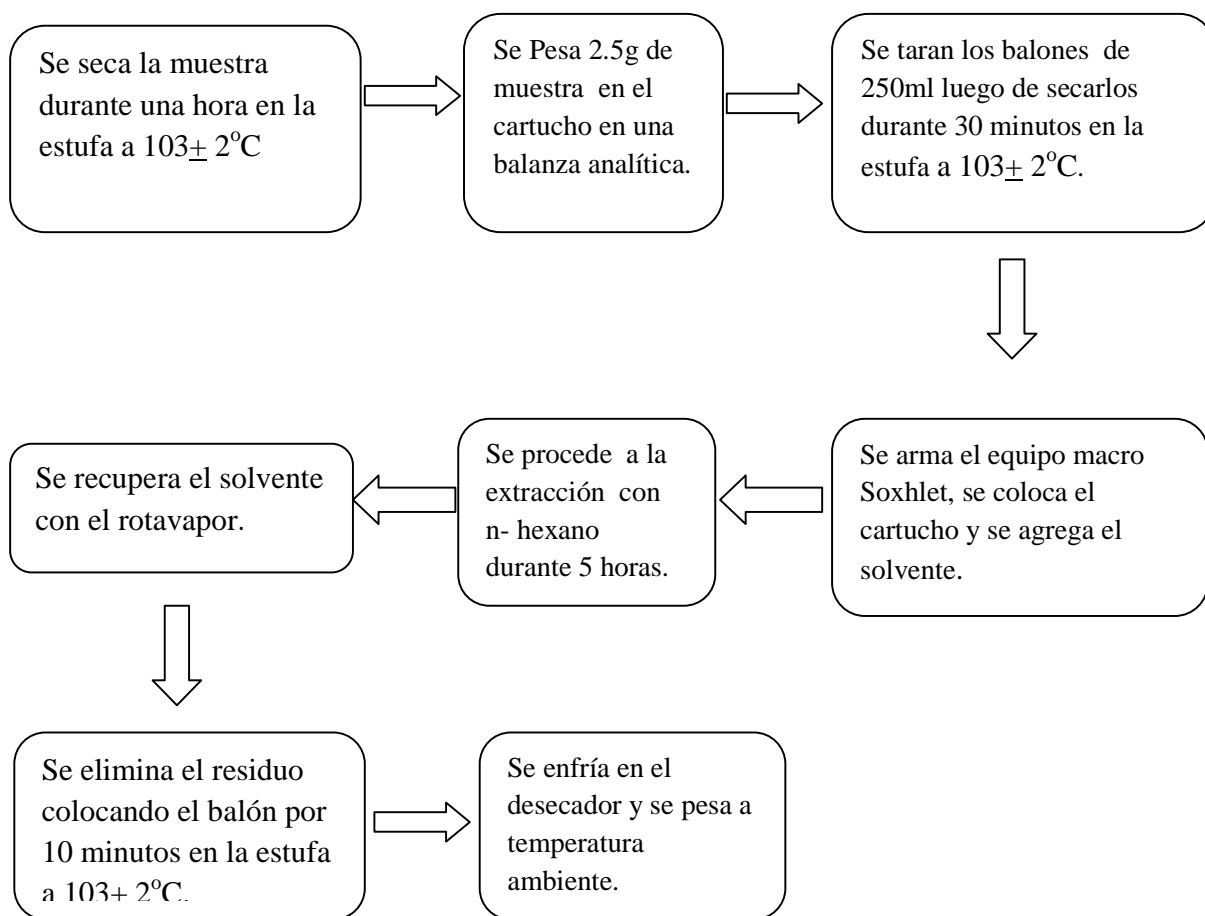 Se seca la muestra
durante una hora en la
estufa a 103± 2°C
Se Pesa 2.5g de
muestra en el
cartucho en una
balanza analítica.
Se taran los balones de
250ml luego de secarlos
durante 30 minutos en la
estufa a 103± 2°C.
Se arma el equipo macro
Soxhlet, se coloca el
cartucho y se agrega el
solvente.
Se procede a la
extracción con
n- hexano
durante 5 horas.
Se recupera el solvente
con el rotavapor.
Se elimina el residuo
colocando el balón por
10 minutos en la estufa
a 103± 2°C.
Se enfría en el
desecador y se pesa a
temperatura
ambiente.